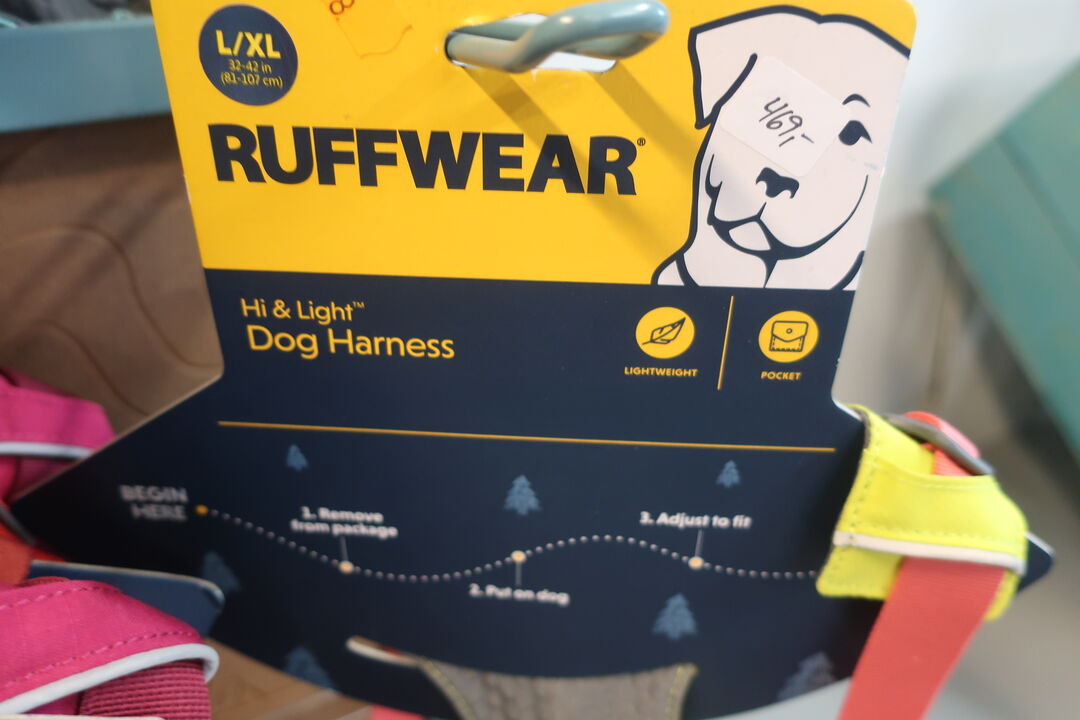 L/XL
32-42 in
(81-107 cm)
469,-
RUFFWEAR®
Hi & Light™
Dog Harness
LIGHTWEIGHT
POCKET
BEGIN
HERE
1. Remove
from package
2. Put on dog
3. Adjust to fit